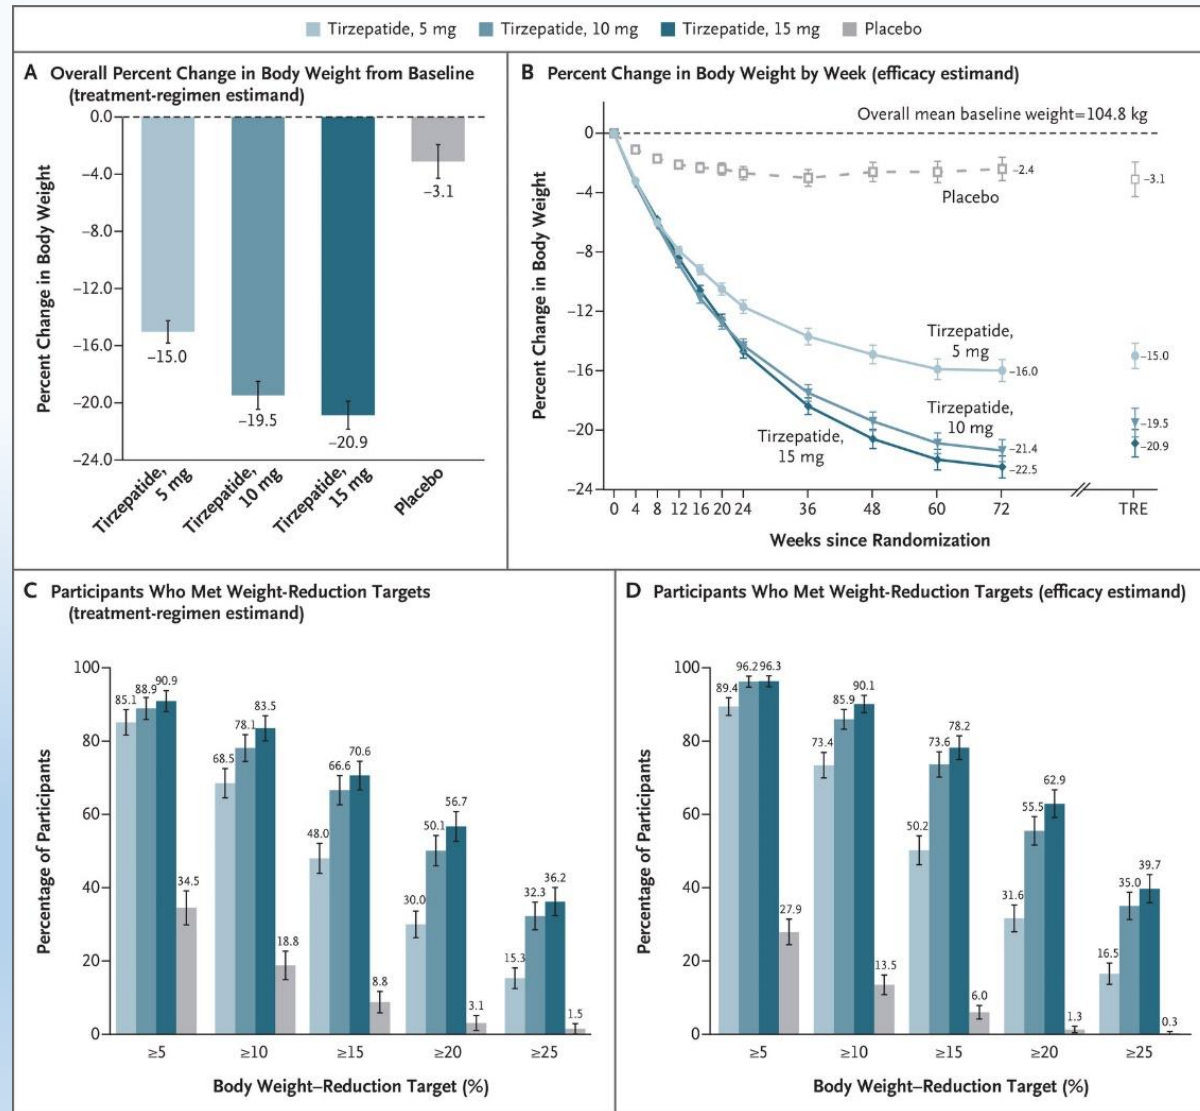 Tirzepatide, 5 mg Tirzepatide, 10 mg Tirzepatide, 15 mg Placebo
A Overall Percent Change in Body Weight from Baseline
(treatment-regimen estimand)
Percent Change in Body Weight
0.0
−4.0
−8.0
−12.0
−16.0
−20.0
−24.0
−15.0
−19.5
−20.9
−3.1
Tirzepatide,
5 mg
Tirzepatide,
10 mg
Tirzepatide,
15 mg
Placebo
B Percent Change in Body Weight by Week (efficacy estimand)
Overall mean baseline weight=104.8 kg
Percent Change in Body Weight
0
−4
−8
−12
−16
−20
−24
−2.4
−3.1
Placebo
Tirzepatide,
5 mg
−16.0
−15.0
Tirzepatide,
10 mg
−21.4
−19.5
Tirzepatide,
15 mg
−22.5
−20.9
0 4 8 12 16 20 24 36 48 60 72 TRE
Weeks since Randomization
C Participants Who Met Weight-Reduction Targets
(treatment-regimen estimand)
Percentage of Participants
100
80
60
40
20
0
85.1 88.9 90.9 34.5
68.5 78.1 83.5 18.8
48.0 66.6 70.6 8.8
30.0 50.1 56.7 3.1
15.3 32.3 36.2 1.5
≥5 ≥10 ≥15 ≥20 ≥25
Body Weight–Reduction Target (%)
D Participants Who Met Weight-Reduction Targets (efficacy estimand)
Percentage of Participants
100
80
60
40
20
0
89.4 96.2 96.3 27.9
73.4 85.9 90.1 13.5
50.2 73.6 78.2 6.0
31.6 55.5 62.9 1.3
16.5 35.0 39.7 0.3
≥5 ≥10 ≥15 ≥20 ≥25
Body Weight–Reduction Target (%)